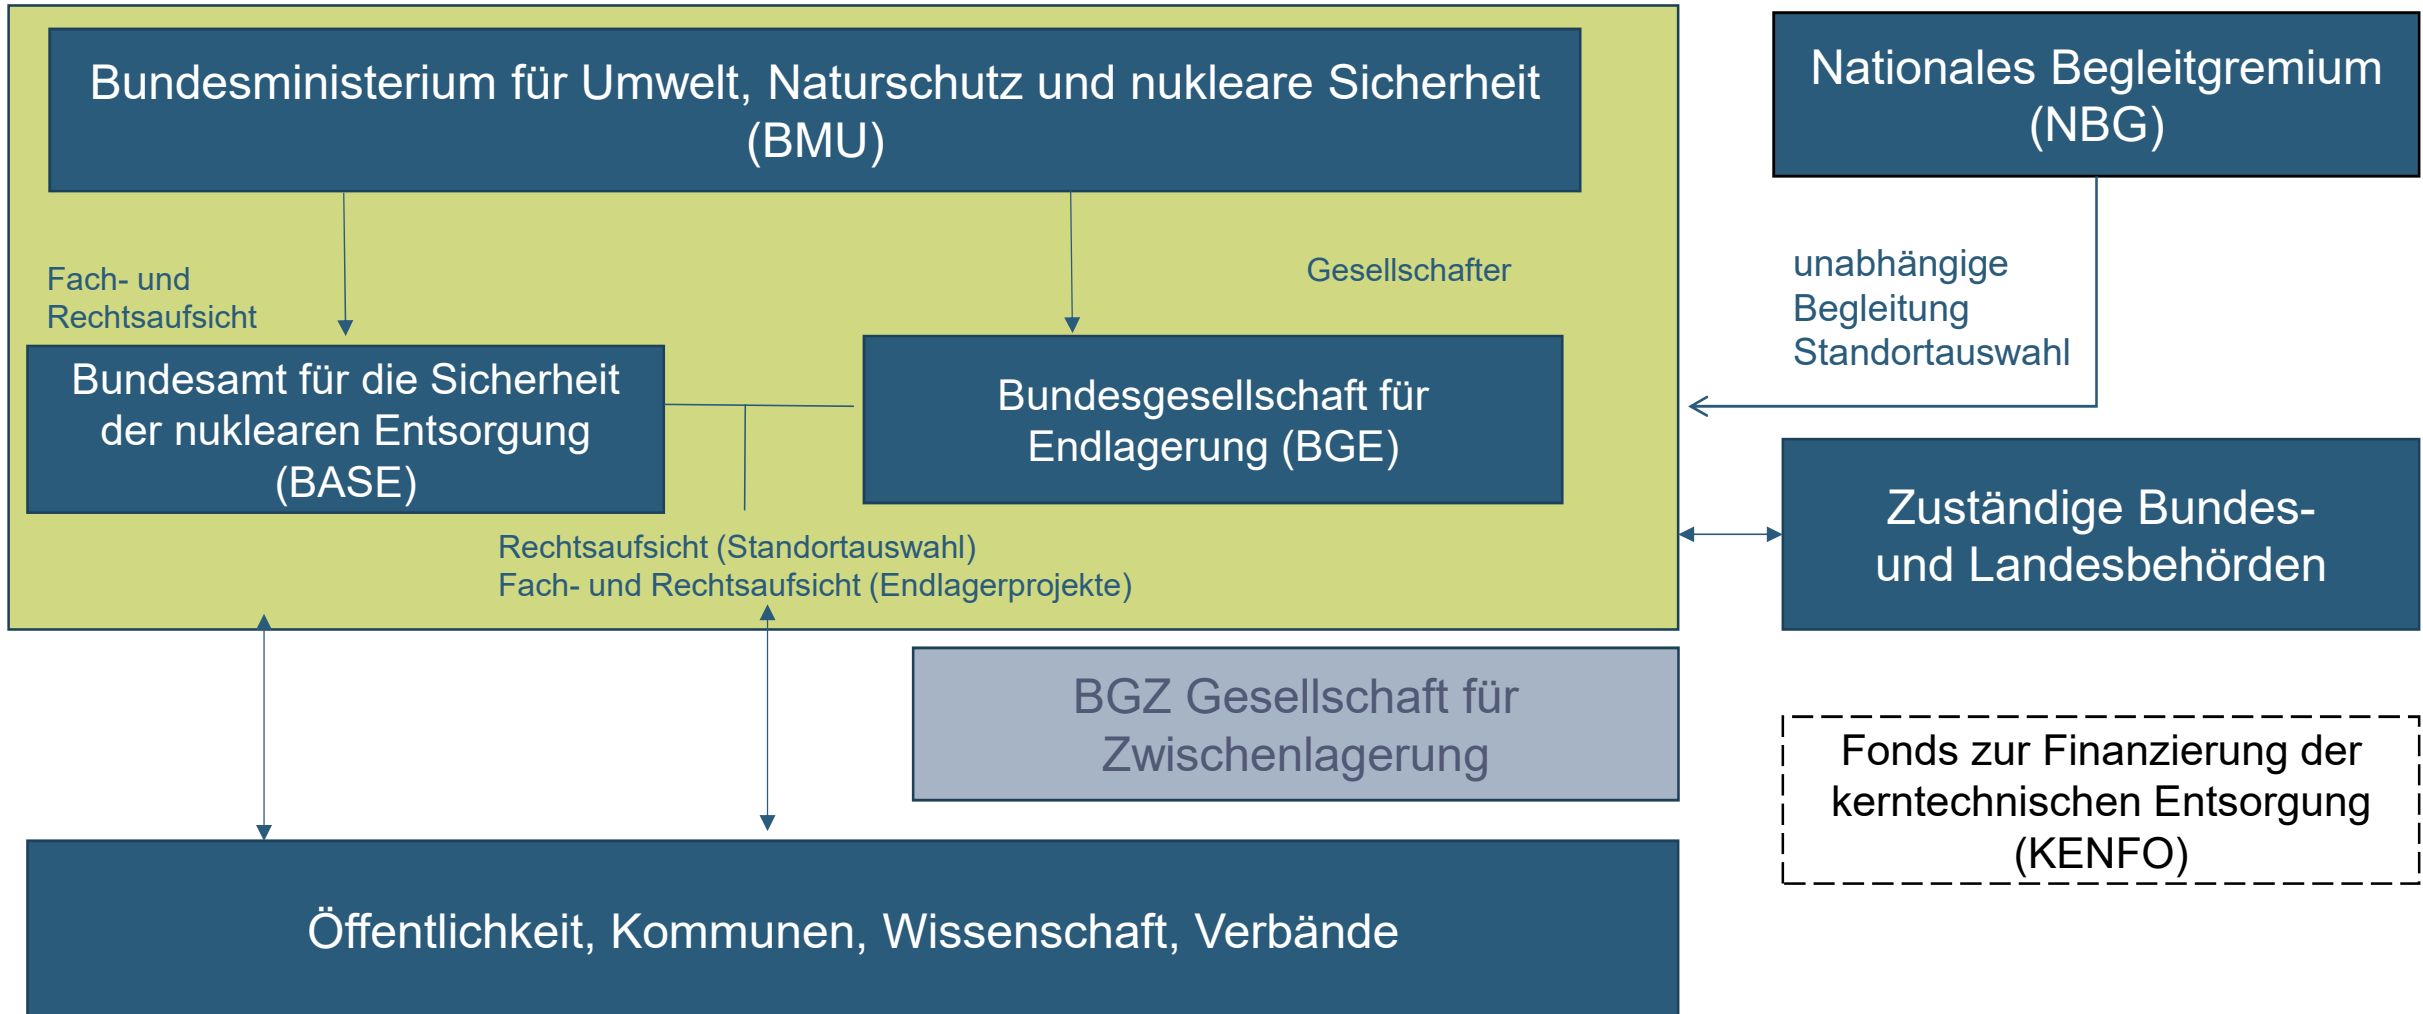 Bundesministerium für Umwelt, Naturschutz und nukleare Sicherheit
(BMU)
Nationales Begleitgremium
(NBG)
Fach- und
Rechtsaufsicht
Gesellschafter
unabhängige
Begleitung
Standortauswahl
Bundesamt für die Sicherheit
der nuklearen Entsorgung
(BASE)
Bundesgesellschaft für
Endlagerung (BGE)
Rechtsaufsicht (Standortauswahl)
Fach- und Rechtsaufsicht (Endlagerprojekte)
Zuständige Bundes-
und Landesbehörden
BGZ Gesellschaft für
Zwischenlagerung
Fonds zur Finanzierung der
kerntechnischen Entsorgung
(KENFO)
Öffentlichkeit, Kommunen, Wissenschaft, Verbände